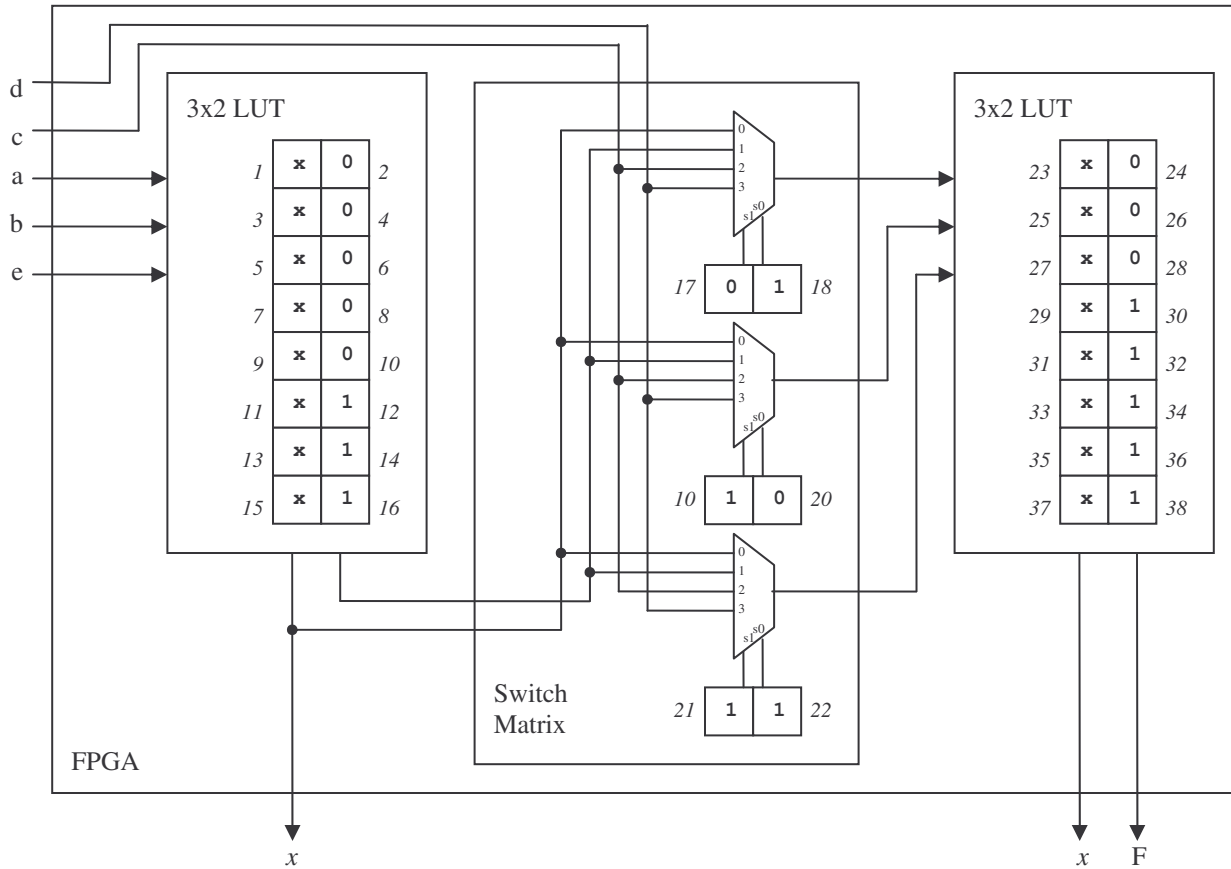 d
c
a
b
e
3x2 LUT
1 x 0 2
3 x 0 4
5 x 0 6
7 x 0 8
9 x 0 10
11 x 1 12
13 x 1 14
15 x 1 16
0
1
2
3
s1 s0
17 0 1 18
0
1
2
3
s1 s0
10 1 0 20
0
1
2
3
s1 s0
21 1 1 22
Switch
Matrix
3x2 LUT
23 x 0 24
25 x 0 26
27 x 0 28
29 x 1 30
31 x 1 32
33 x 1 34
35 x 1 36
37 x 1 38
FPGA
x
x F